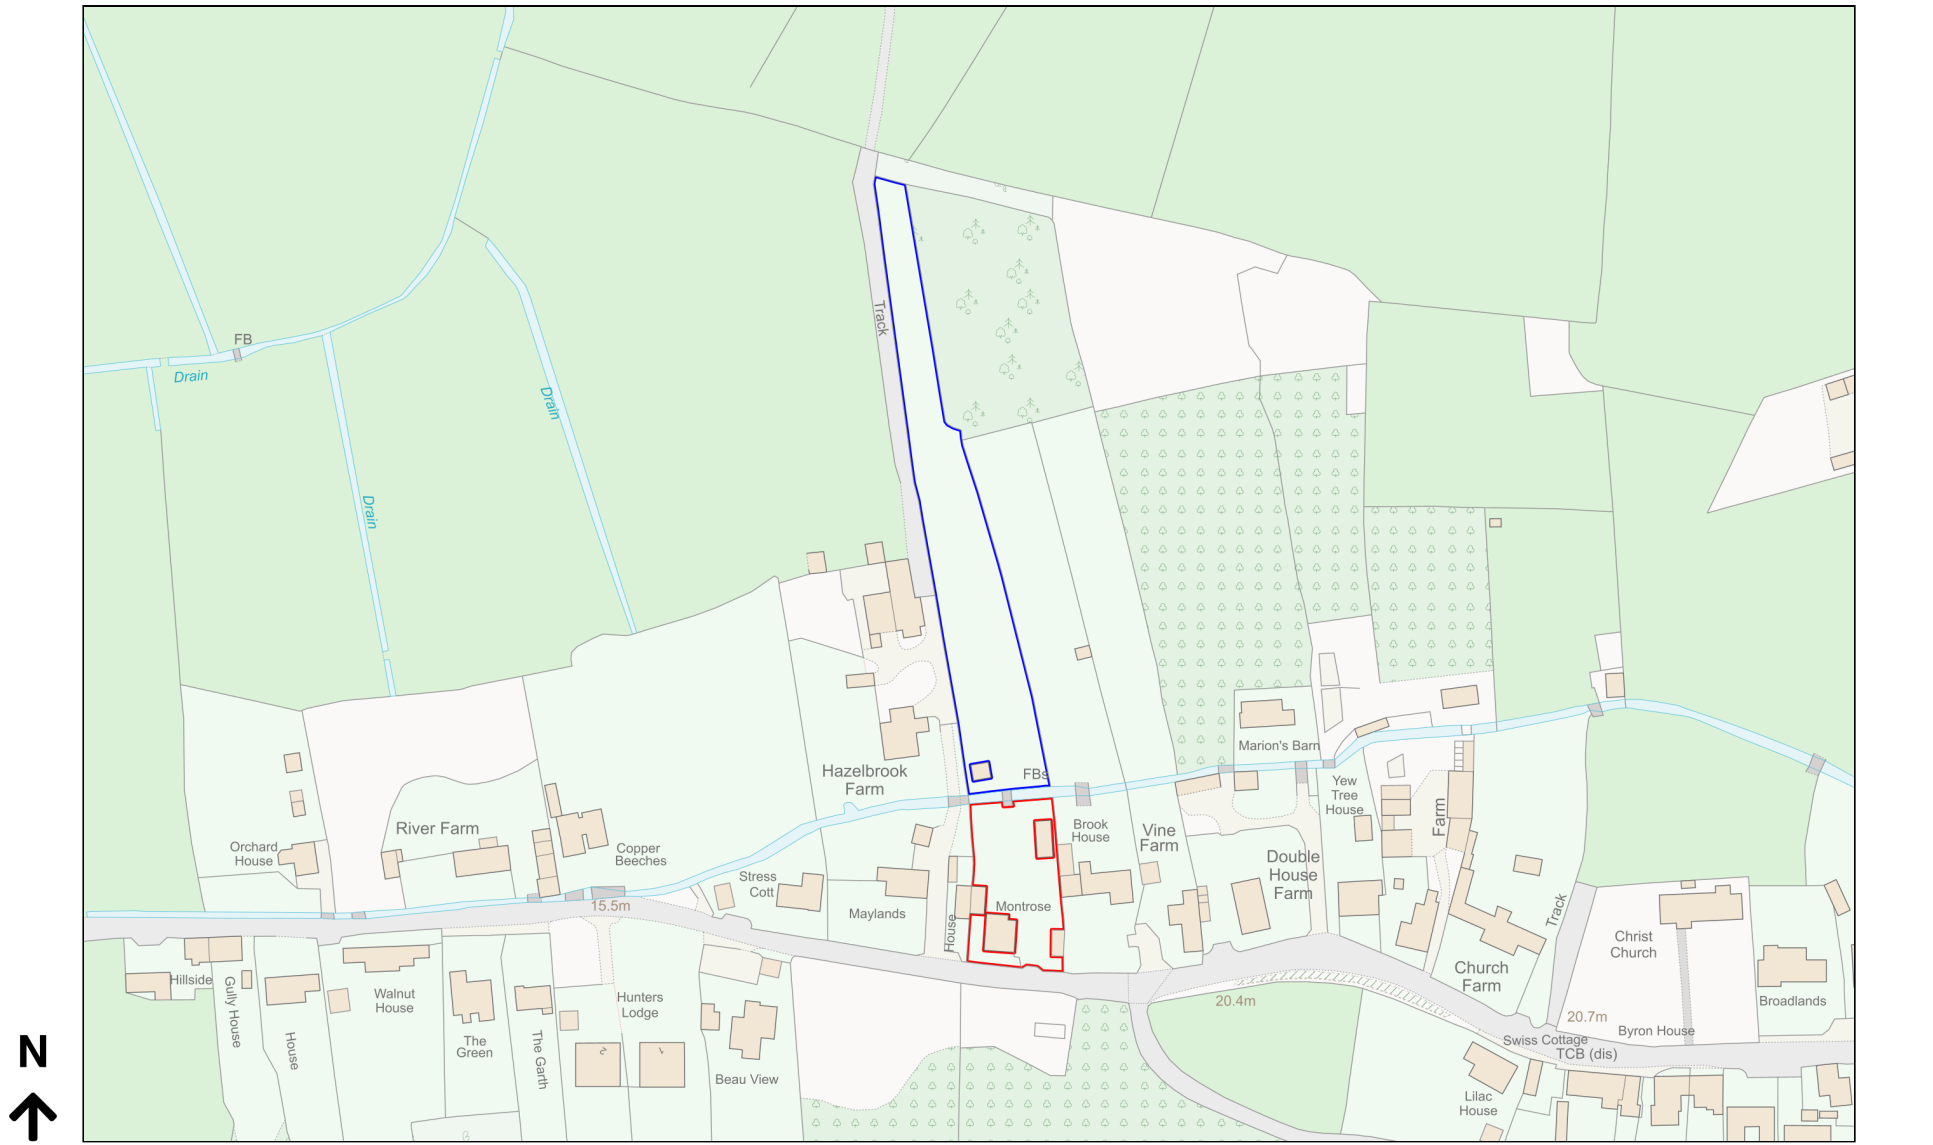 FB
Drain
Track
Drain
Drain
Marion's Barn
Hazelbrook
Farm
FBs
Yew
Tree
House
Farm
Brook
House
Vine
Farm
River Farm
Orchard
House
Copper
Beeches
Double
House
Farm
Stress
Cott
15.5m
Maylands
House
Montrose
Track
Christ
Church
Hillside
Gully House
House
Walnut
House
The
Green
The Garth
Hunters
Lodge
Beau View
2
1
Church
Farm
20.4m
Broadlands
20.7m
Byron House
Swiss Cottage
TCB (dis)
Lilac
House
N